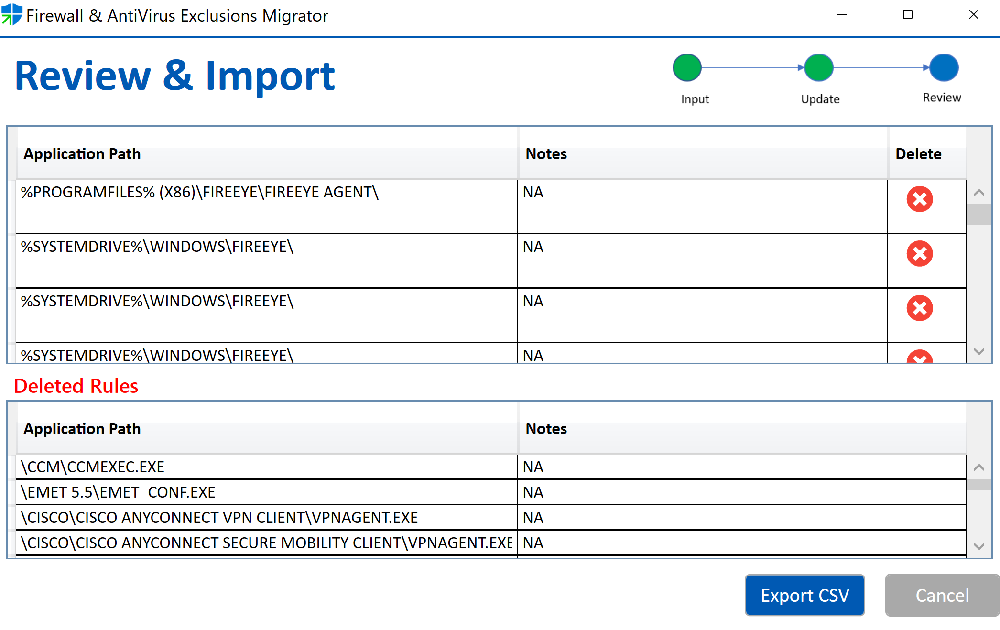 Firewall & AntiVirus Exclusions Migrator
Review & Import
Input
Update
Review
Application Path Notes Delete
%PROGRAMFILES% (X86)\FIREEYE\FIREEYE AGENT\ NA
%SYSTEMDRIVE%\WINDOWS\FIREEYE\ NA
%SYSTEMDRIVE%\WINDOWS\FIREEYE\ NA
%SYSTEMDRIVE%\WINDOWS\FIREEYE\ NA
Deleted Rules
Application Path Notes
\CCM\CCMEXEC.EXE NA
\EMET 5.5\EMET_CONF.EXE NA
\CISCO\CISCO ANYCONNECT VPN CLIENT\VPNAGENT.EXE NA
\CISCO\CISCO ANYCONNECT SECURE MOBILITY CLIENT\VPNAGENT.EXE NA
Export CSV
Cancel